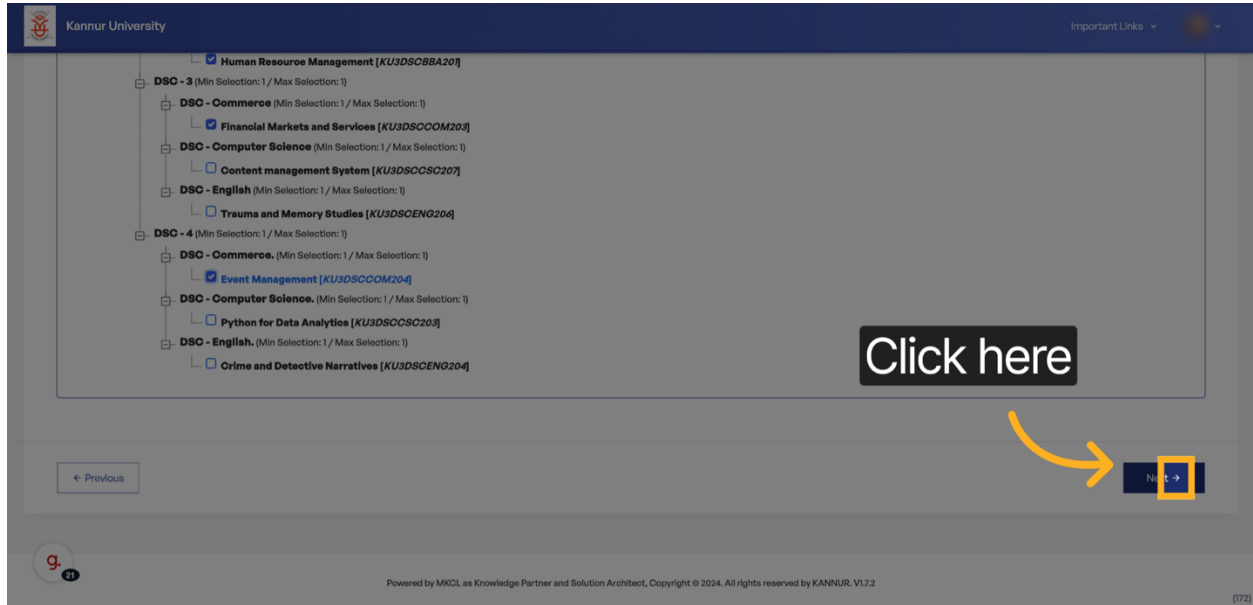 Kannur University
Important Links
Human Resource Management [KU3DSCBBA201]
DSC - 3 (Min Selection: 1 / Max Selection: 1)
DSC - Commerce (Min Selection: 1 / Max Selection: 1)
Financial Markets and Services [KU3DSCCOM203]
DSC - Computer Science (Min Selection: 1 / Max Selection: 1)
Content management System [KU3DSCCSC207]
DSC - English (Min Selection: 1 / Max Selection: 1)
Trauma and Memory Studies [KU3DSCENG206]
DSC - 4 (Min Selection: 1 / Max Selection: 1)
DSC - Commerce. (Min Selection: 1 / Max Selection: 1)
Event Management [KU3DSCCOM204]
DSC - Computer Science. (Min Selection: 1 / Max Selection: 1)
Python for Data Analytics [KU3DSCCSC203]
DSC - English. (Min Selection: 1 / Max Selection: 1)
Crime and Detective Narratives [KU3DSCENG204]
Click here
← Previous
Next →
g.
21
Powered by MKCL as Knowledge Partner and Solution Architect, Copyright © 2024. All rights reserved by KANNUR. V1.7.2
(172)